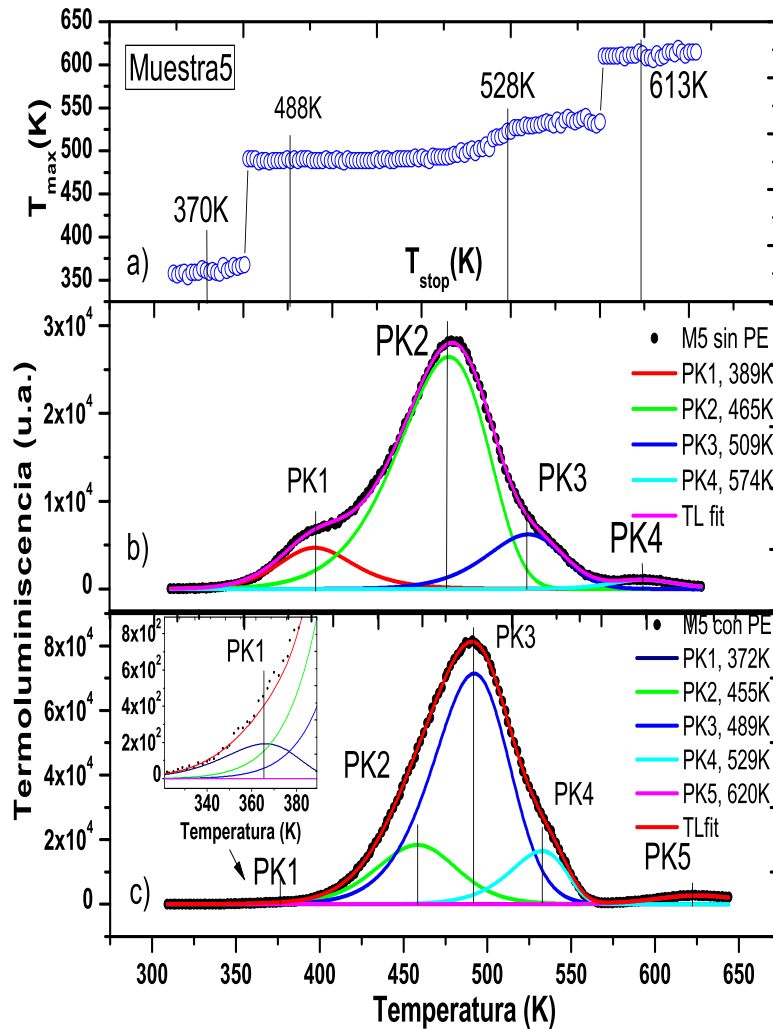 650
600
550
500
450
400
350
T_max(K)
Muestra5
370K
488K
528K
613K
a)
T_stop(K)
Termoluminiscencia (u.a.)
3x10^4
2x10^4
1x10^4
0
PK1
PK2
PK3
PK4
b)
M5 sin PE
PK1, 389K
PK2, 465K
PK3, 509K
PK4, 574K
TL fit
8x10^4
6x10^4
4x10^4
2x10^4
0
8x10^2
6x10^2
4x10^2
2x10^2
0
PK1
340
360
380
Temperatura (K)
PK1
PK2
PK3
PK4
PK5
c)
M5 con PE
PK1, 372K
PK2, 455K
PK3, 489K
PK4, 529K
PK5, 620K
TLfit
300
350
400
450
500
550
600
650
Temperatura (K)